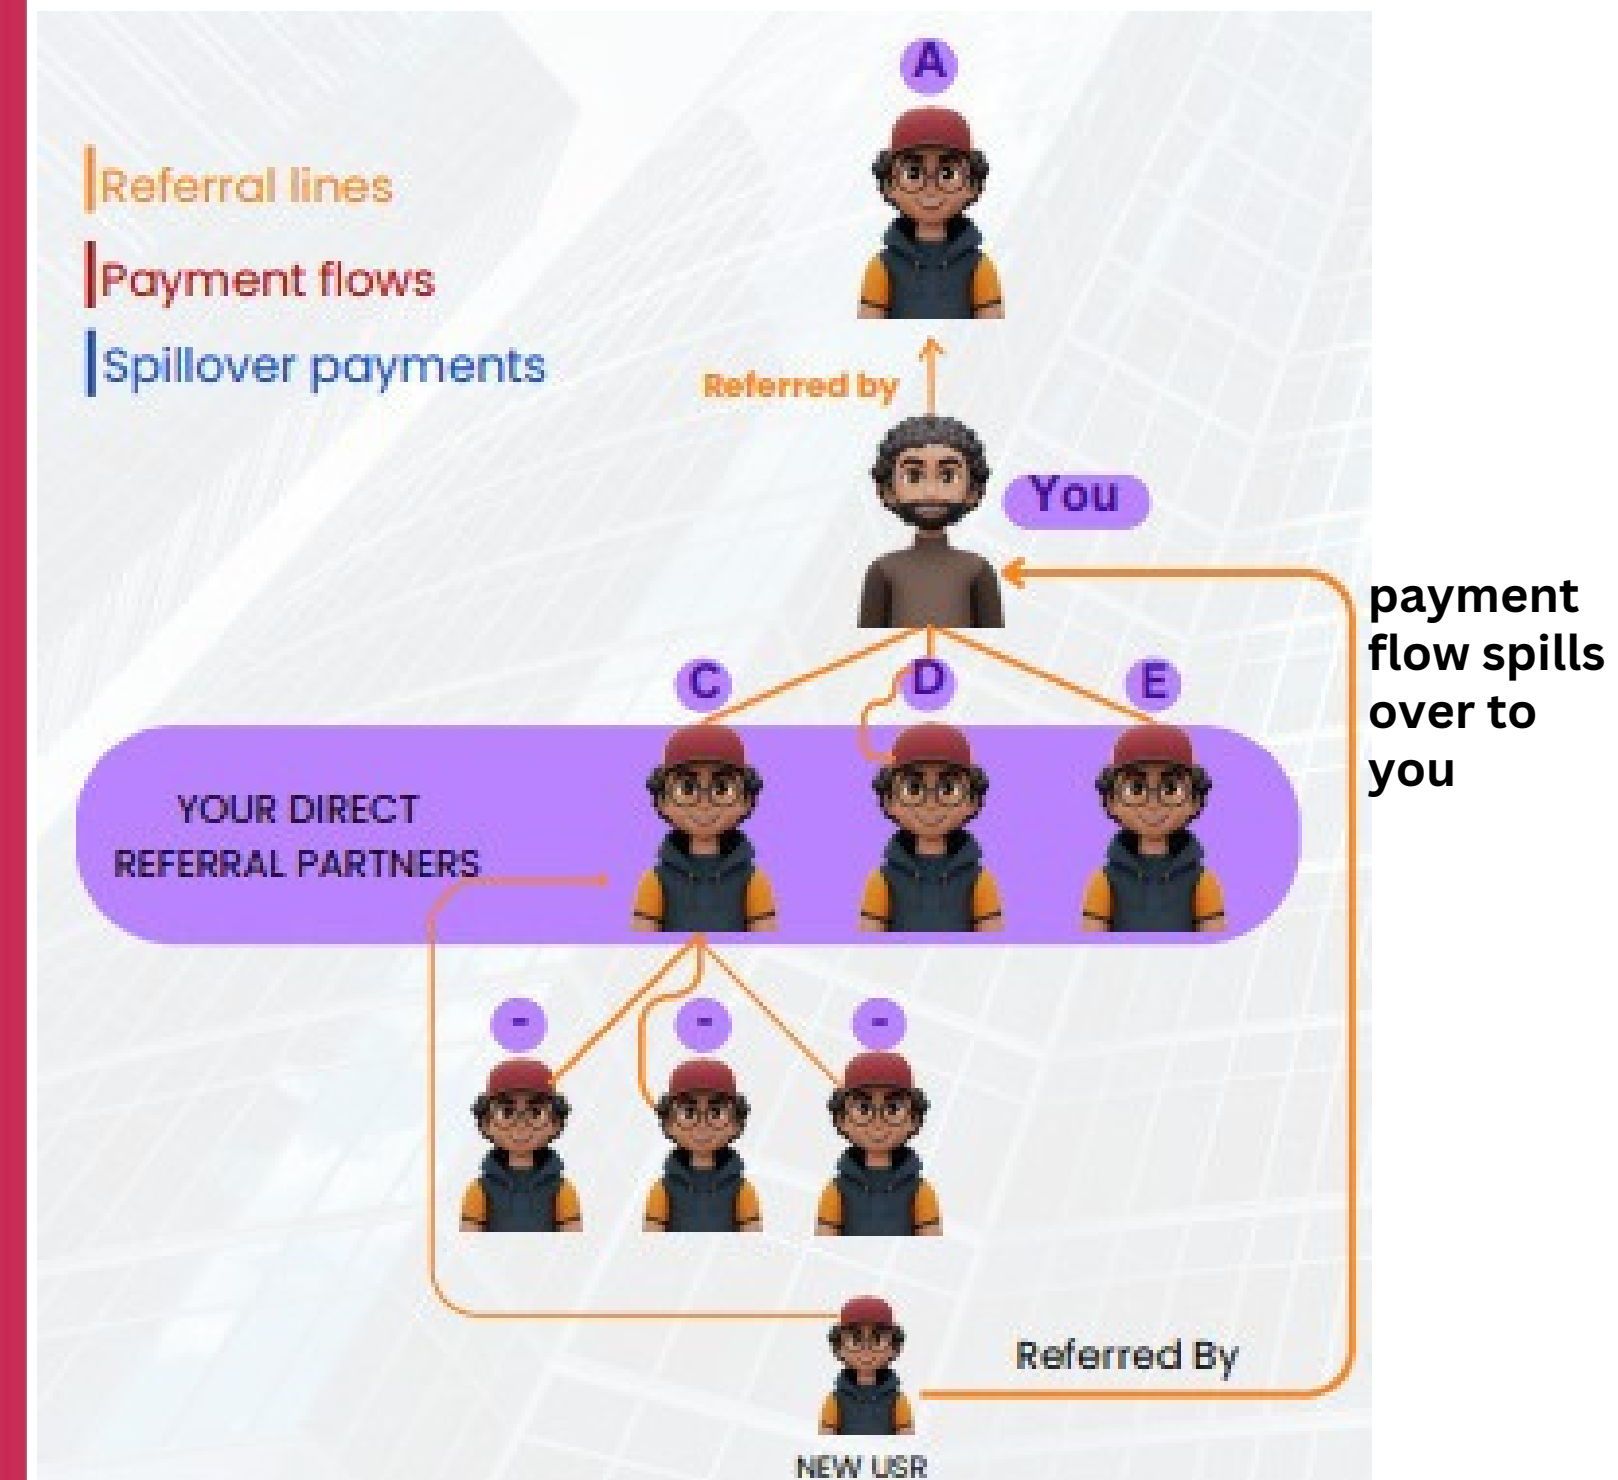 A
Referral lines
Payment flows
Spillover payments
Referred by
You
payment
flow spills
over to
you
C
D
E
YOUR DIRECT
REFERRAL PARTNERS
-
-
-
Referred By
NEW USR